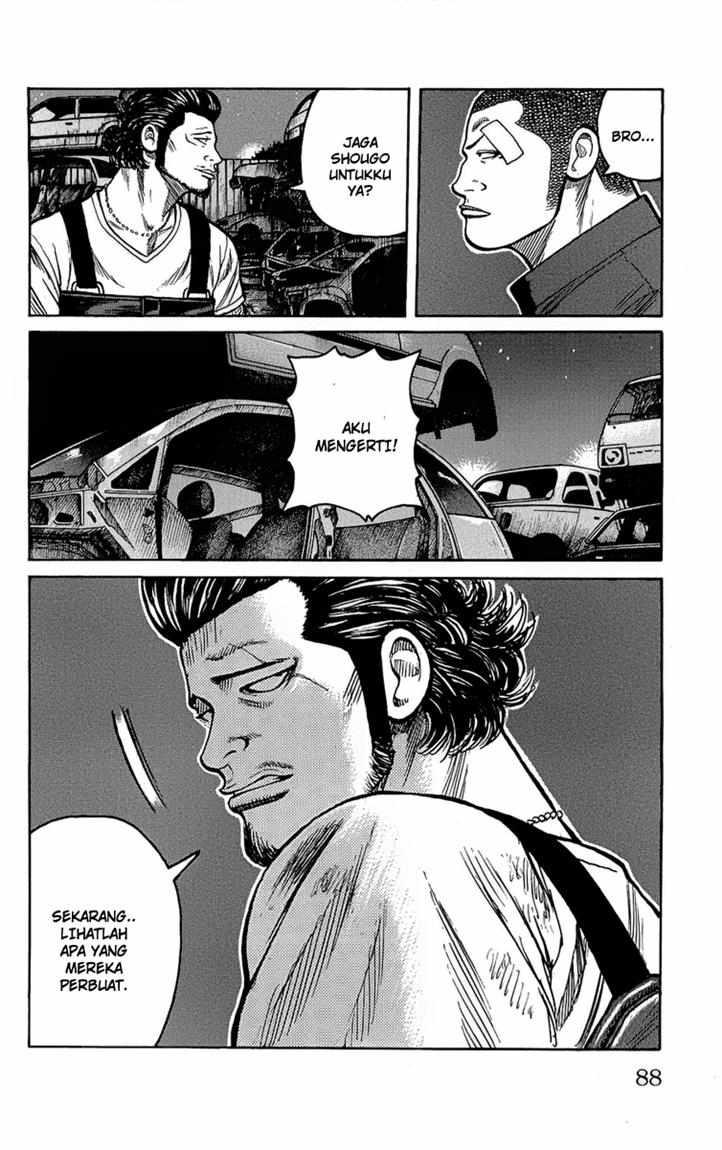 BRO...
JAGA
SHOUGO
UNTUKKU
YA?
AKU
MENGERTI!
SEKARANG..
LIHATLAH
APA YANG
MEREKA
PERBUAT.
88